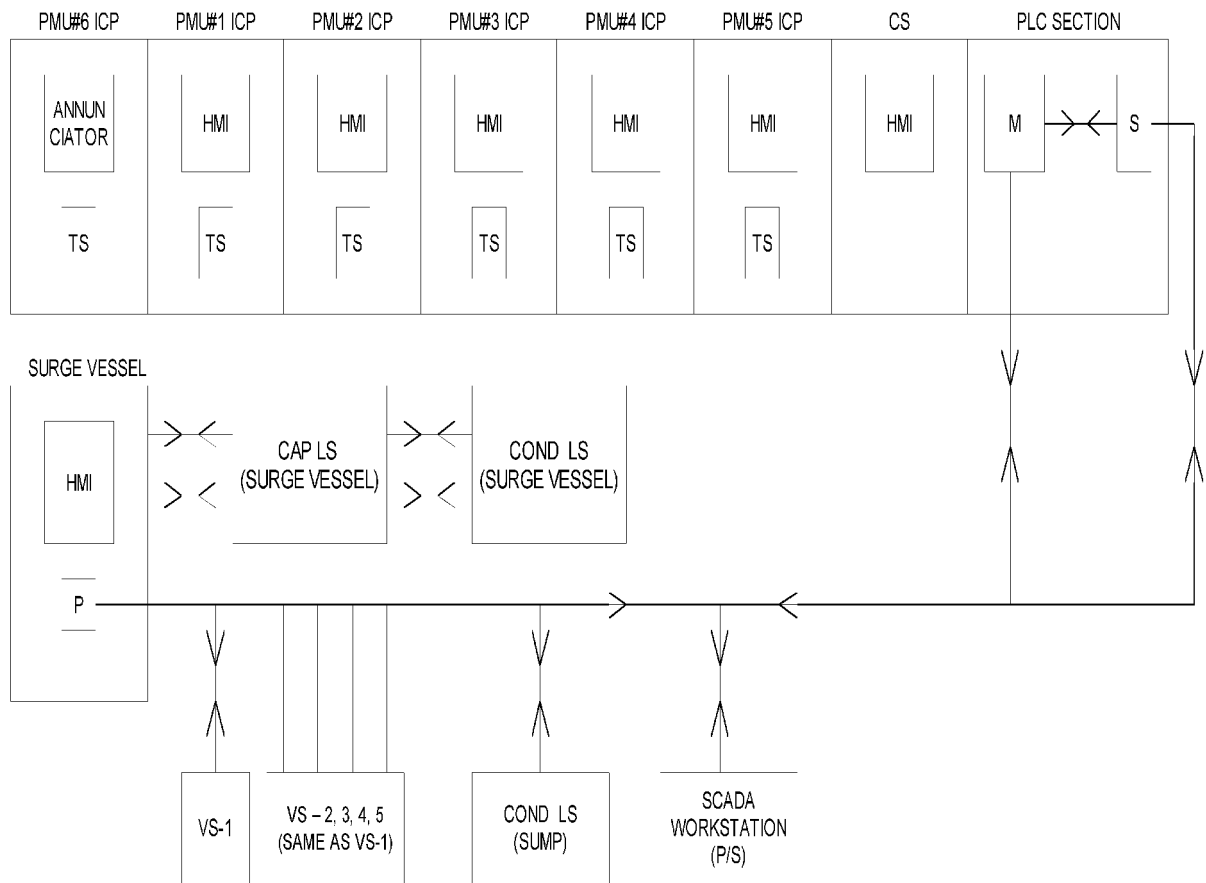 PMU#6 ICP PMU#1 ICP PMU#2 ICP PMU#3 ICP PMU#4 ICP PMU#5 ICP CS PLC SECTION
ANNUN
CIATOR
HMI HMI HMI HMI HMI HMI M S
TS TS TS TS TS TS
SURGE VESSEL
HMI
CAP LS
(SURGE VESSEL)
COND LS
(SURGE VESSEL)
P
VS-1
VS – 2, 3, 4, 5
(SAME AS VS-1)
COND LS
(SUMP)
SCADA
WORKSTATION
(P/S)